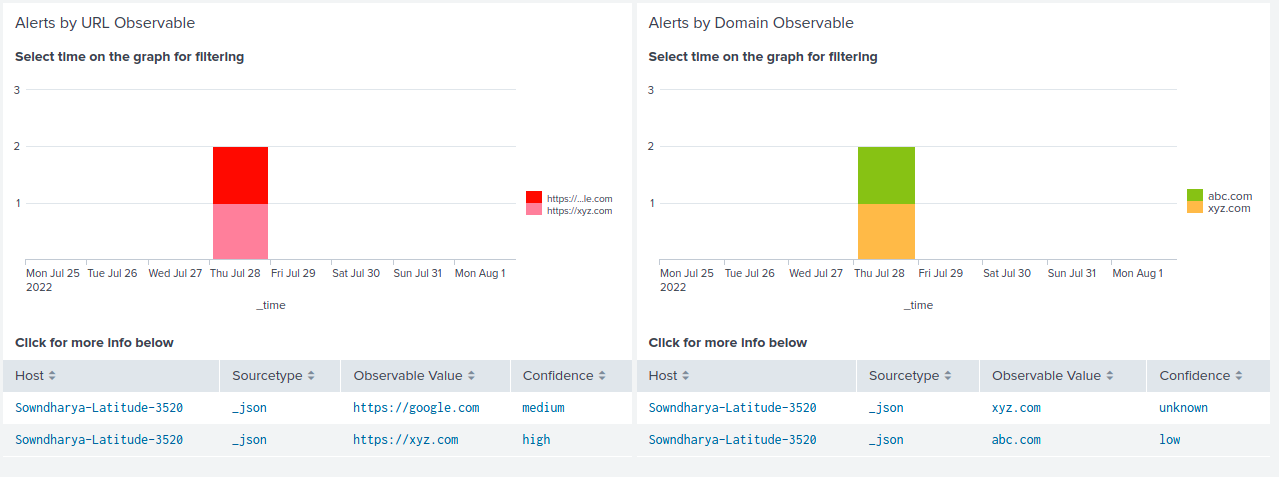 Alerts by URL Observable
Select time on the graph for filtering
3
2
1
https://...le.com
https://xyz.com
Mon Jul 25 Tue Jul 26 Wed Jul 27 Thu Jul 28 Fri Jul 29 Sat Jul 30 Sun Jul 31 Mon Aug 1
2022
_time
Click for more info below
Host Sourcetype Observable Value Confidence
Sowndharya-Latitude-3520 _json https://google.com medium
Sowndharya-Latitude-3520 _json https://xyz.com high
Alerts by Domain Observable
Select time on the graph for filtering
3
2
1
abc.com
xyz.com
Mon Jul 25 Tue Jul 26 Wed Jul 27 Thu Jul 28 Fri Jul 29 Sat Jul 30 Sun Jul 31 Mon Aug 1
2022
_time
Click for more info below
Host Sourcetype Observable Value Confidence
Sowndharya-Latitude-3520 _json xyz.com unknown
Sowndharya-Latitude-3520 _json abc.com low